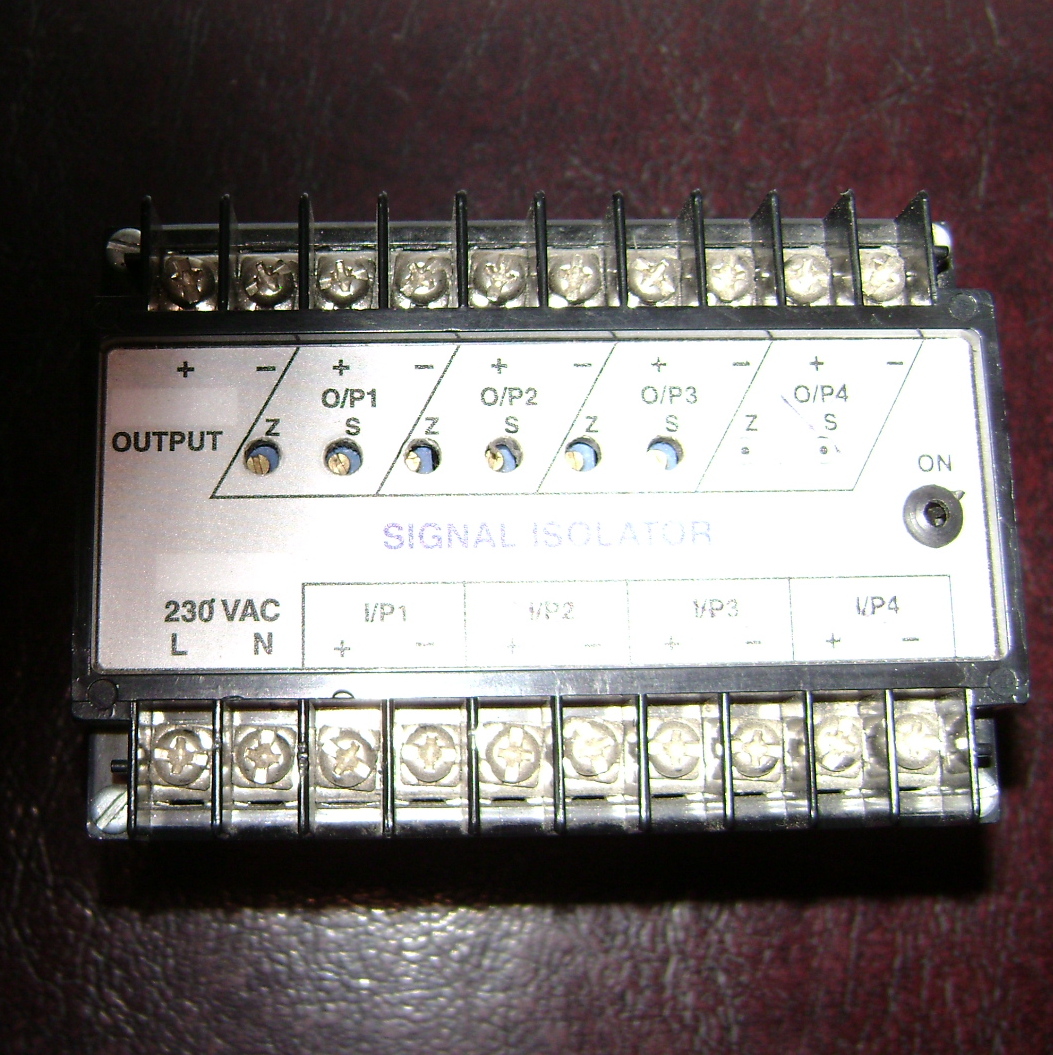 + − + − + − + − + −
O/P1 O/P2 O/P3 O/P4
Z S Z S Z S Z S
OUTPUT
ON
SIGNAL ISOLATOR
230 VAC I/P1 I/P2 I/P3 I/P4
L N + − + − + − + −